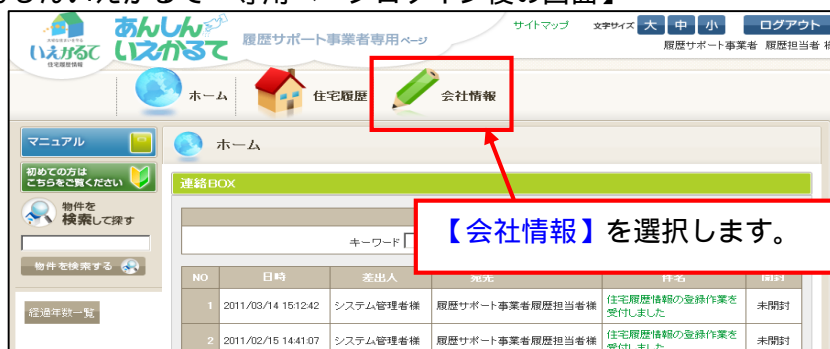 いえかるて
住宅履歴情報
あんしん
いえかるて
履歴サポート事業者専用ページ
サイトマップ
文字サイズ 大 中 小
ログアウト
履歴サポート事業者 履歴担当者
ホーム
住宅履歴
会社情報
マニュアル
初めての方は
こちらをご覧ください
物件を
検索して探す
物件を検索する
経過年数一覧
ホーム
連絡BOX
キーワード
【会社情報】を選択します。
NO 日時 差出人 宛先 件名 開封
1 2011/03/14 15:12:42 システム管理者様 履歴サポート事業者履歴担当者様 住宅履歴情報の登録作業を
受付しました 未開封
2 2011/02/15 14:41:07 システム管理者様 履歴サポート事業者履歴担当者様 住宅履歴情報の登録作業を
受付しました 未開封